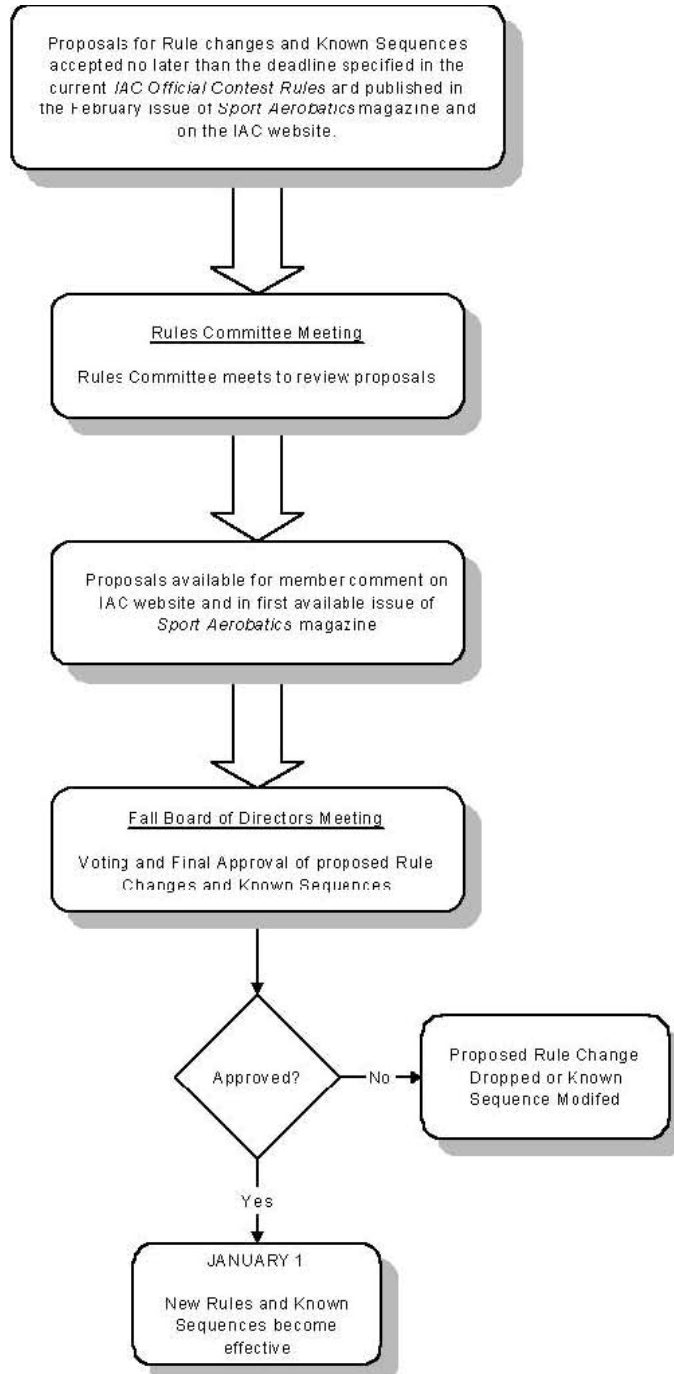 Proposals for Rule changes and Known Sequences
accepted no later than the deadline specified in the
current IAC Official Contest Rules and published in
the February issue of Sport Aerobatics magazine and
on the IAC website.
Rules Committee Meeting
Rules Committee meets to review proposals
Proposals available for member comment on
IAC website and in first available issue of
Sport Aerobatics magazine
Fall Board of Directors Meeting
Voting and Final Approval of proposed Rule
Changes and Known Sequences
Approved?
No
Proposed Rule Change
Dropped or Known
Sequence Modifed
Yes
JANUARY 1
New Rules and Known
Sequences become
effective